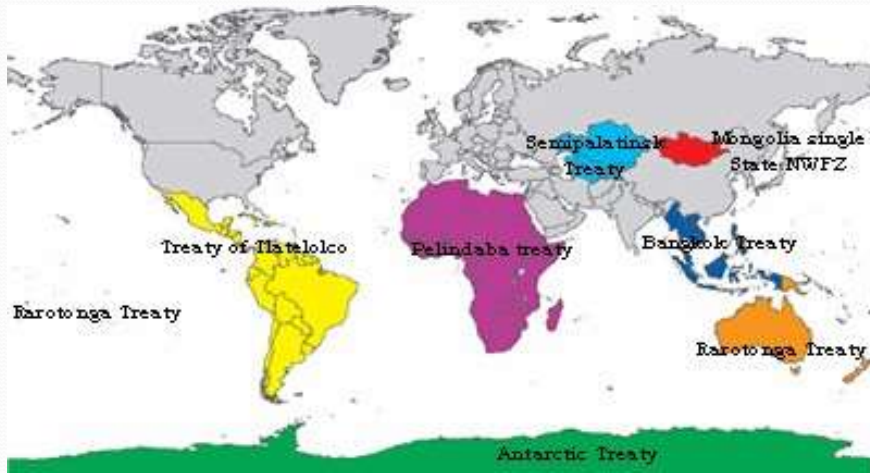 Semipalatinsk
Treaty
Mongolia single
State NWFZ
Treaty of Tlatelolco
Pelindaba treaty
Bangkok Treaty
Rarotonga Treaty
Rarotonga Treaty
Antarctic Treaty